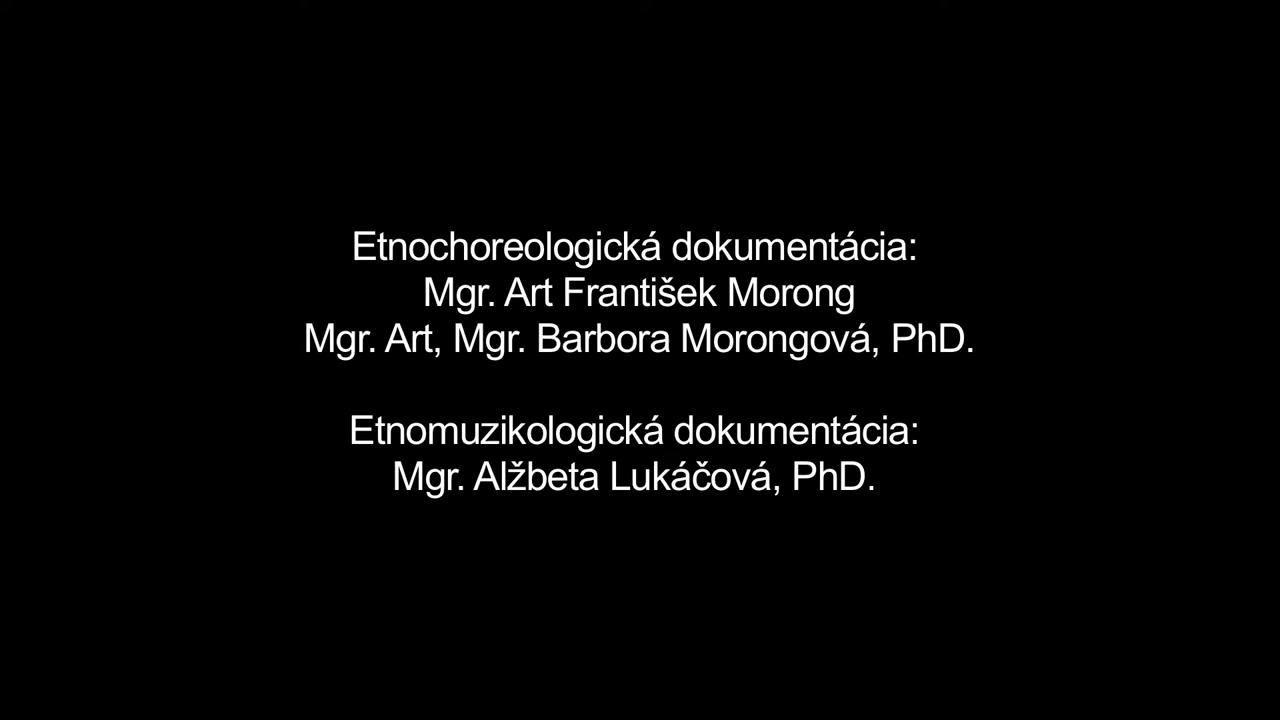 Etnochoreologická dokumentácia:
Mgr. Art František Morong
Mgr. Art, Mgr. Barbora Morongová, PhD.
Etnomuzikologická dokumentácia:
Mgr. Alžbeta Lukáčová, PhD.